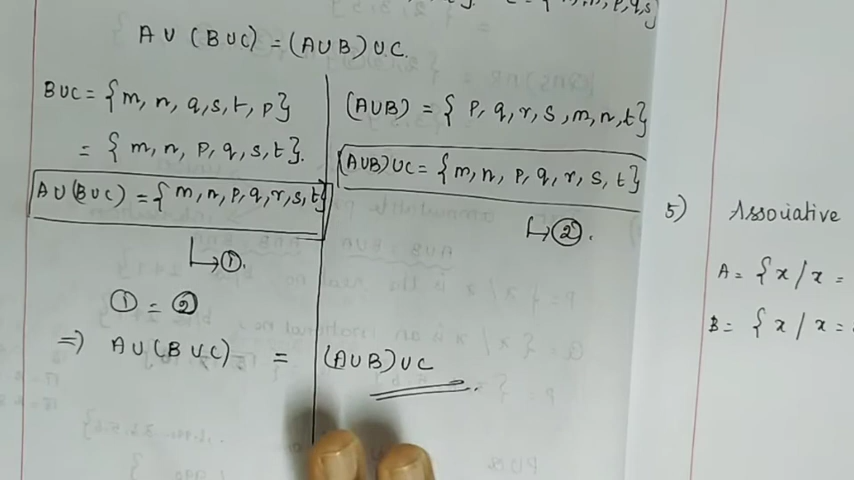 m, n, p, q, s}
A∪ (B∪C) = (A∪B) ∪C.
B∪C = {m, n, q, s, t, p}
= {m, n, p, q, s, t}.
A∪(B∪C) = {m, n, p, q, r, s, t}
↳①.
(A∪B) = { p, q, r, s, m, n, t}
(A∪B)∪C = {m, n, p, q, r, s, t}
↳②.
① = ②
⇒ A∪(B∪C) = (A∪B)∪C
5) Associative
A = {x / x =
B = {x / x =